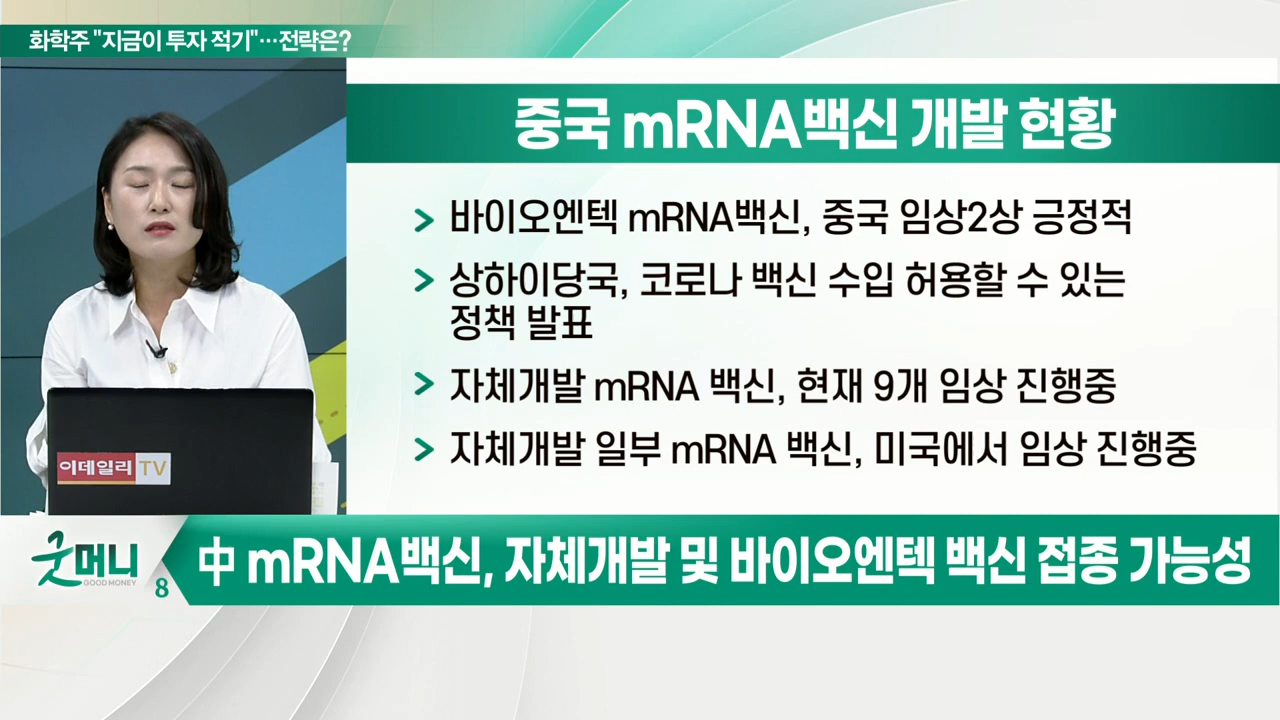 화학주 "지금이 투자 적기"…전략은?
중국 mRNA백신 개발 현황
> 바이오엔텍 mRNA백신, 중국 임상2상 긍정적
> 상하이당국, 코로나 백신 수입 허용할 수 있는
정책 발표
> 자체개발 mRNA 백신, 현재 9개 임상 진행중
> 자체개발 일부 mRNA 백신, 미국에서 임상 진행중
이데일리TV
굿머니
GOOD MONEY
8
中 mRNA백신, 자체개발 및 바이오엔텍 백신 접종 가능성